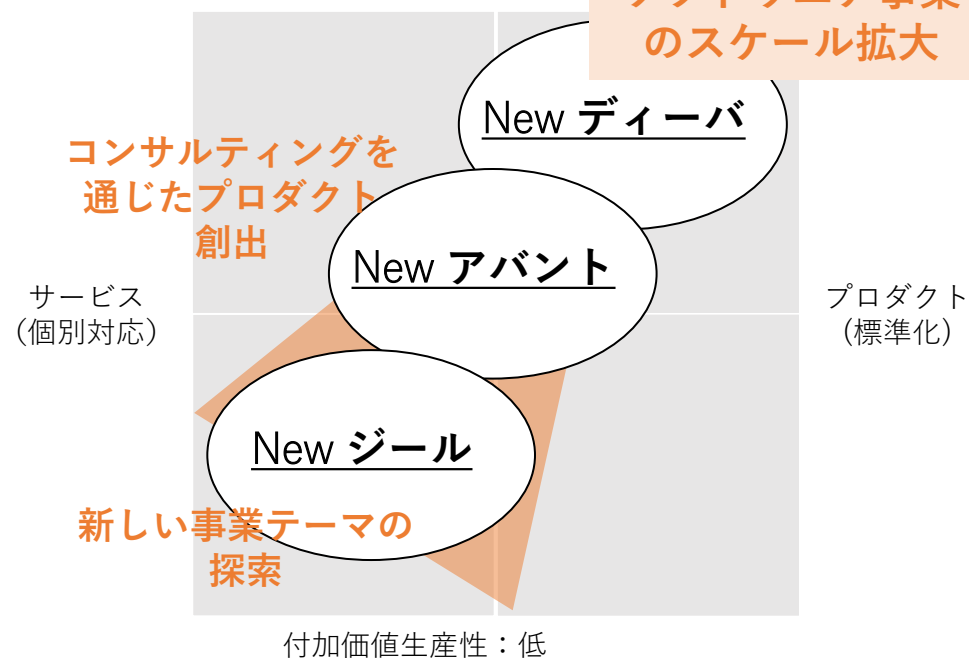 のスケール拡大
New ディーバ
コンサルティングを
通じたプロダクト
創出
New アバント
サービス
(個別対応)
プロダクト
(標準化)
New ジール
新しい事業テーマの
探索
付加価値生産性：低